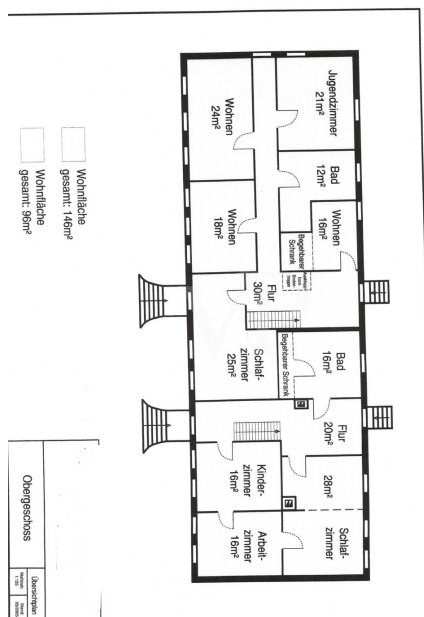 Jugendzimmer
21m²
Wohnen
24m²
Bad
12m²
Wohnen
16m²
Wohnen
18m²
Begehbarer
Schrank
Flur
30m²
Schlaf-
zimmer
25m²
Begehbarer Schrank
Bad
16m²
Flur
20m²
28m²
Schlaf-
zimmer
Kinder-
zimmer
16m²
Arbeit-
zimmer
16m²
Wohnfläche
gesamt: 146m²
Wohnfläche
gesamt: 96m²
Obergeschoss
Übersichtplan
Maßstab